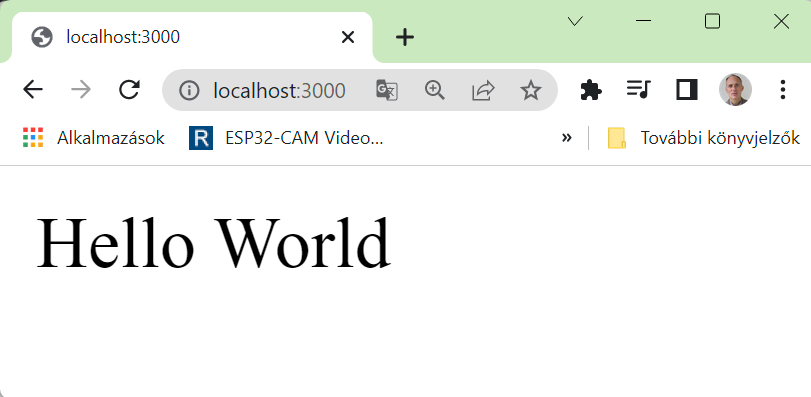 localhost:3000
localhost:3000
Alkalmazások R ESP32-CAM Video... » További könyvjelzők
Hello World